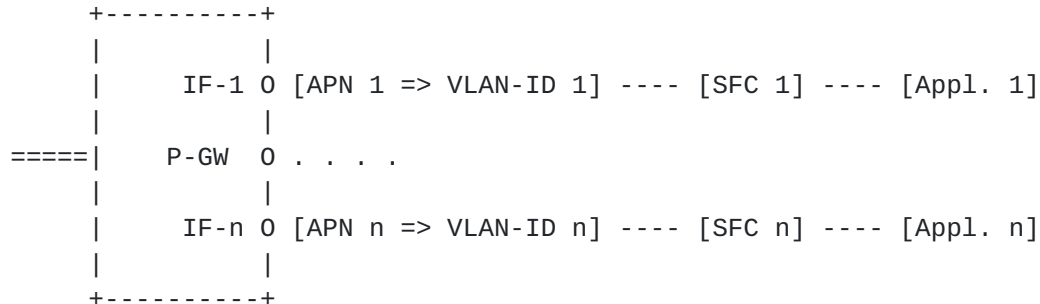 +----------+
|          |
|     IF-1 O [APN 1 => VLAN-ID 1] ---- [SFC 1] ---- [Appl. 1]
|          |
=====|    P-GW  O . . . .
|          |
|     IF-n O [APN n => VLAN-ID n] ---- [SFC n] ---- [Appl. n]
|          |
+----------+